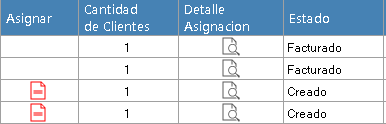 Asignar Cantidad de Clientes Detalle Asignacion Estado
1 Facturado
1 Facturado
1 Creado
1 Creado